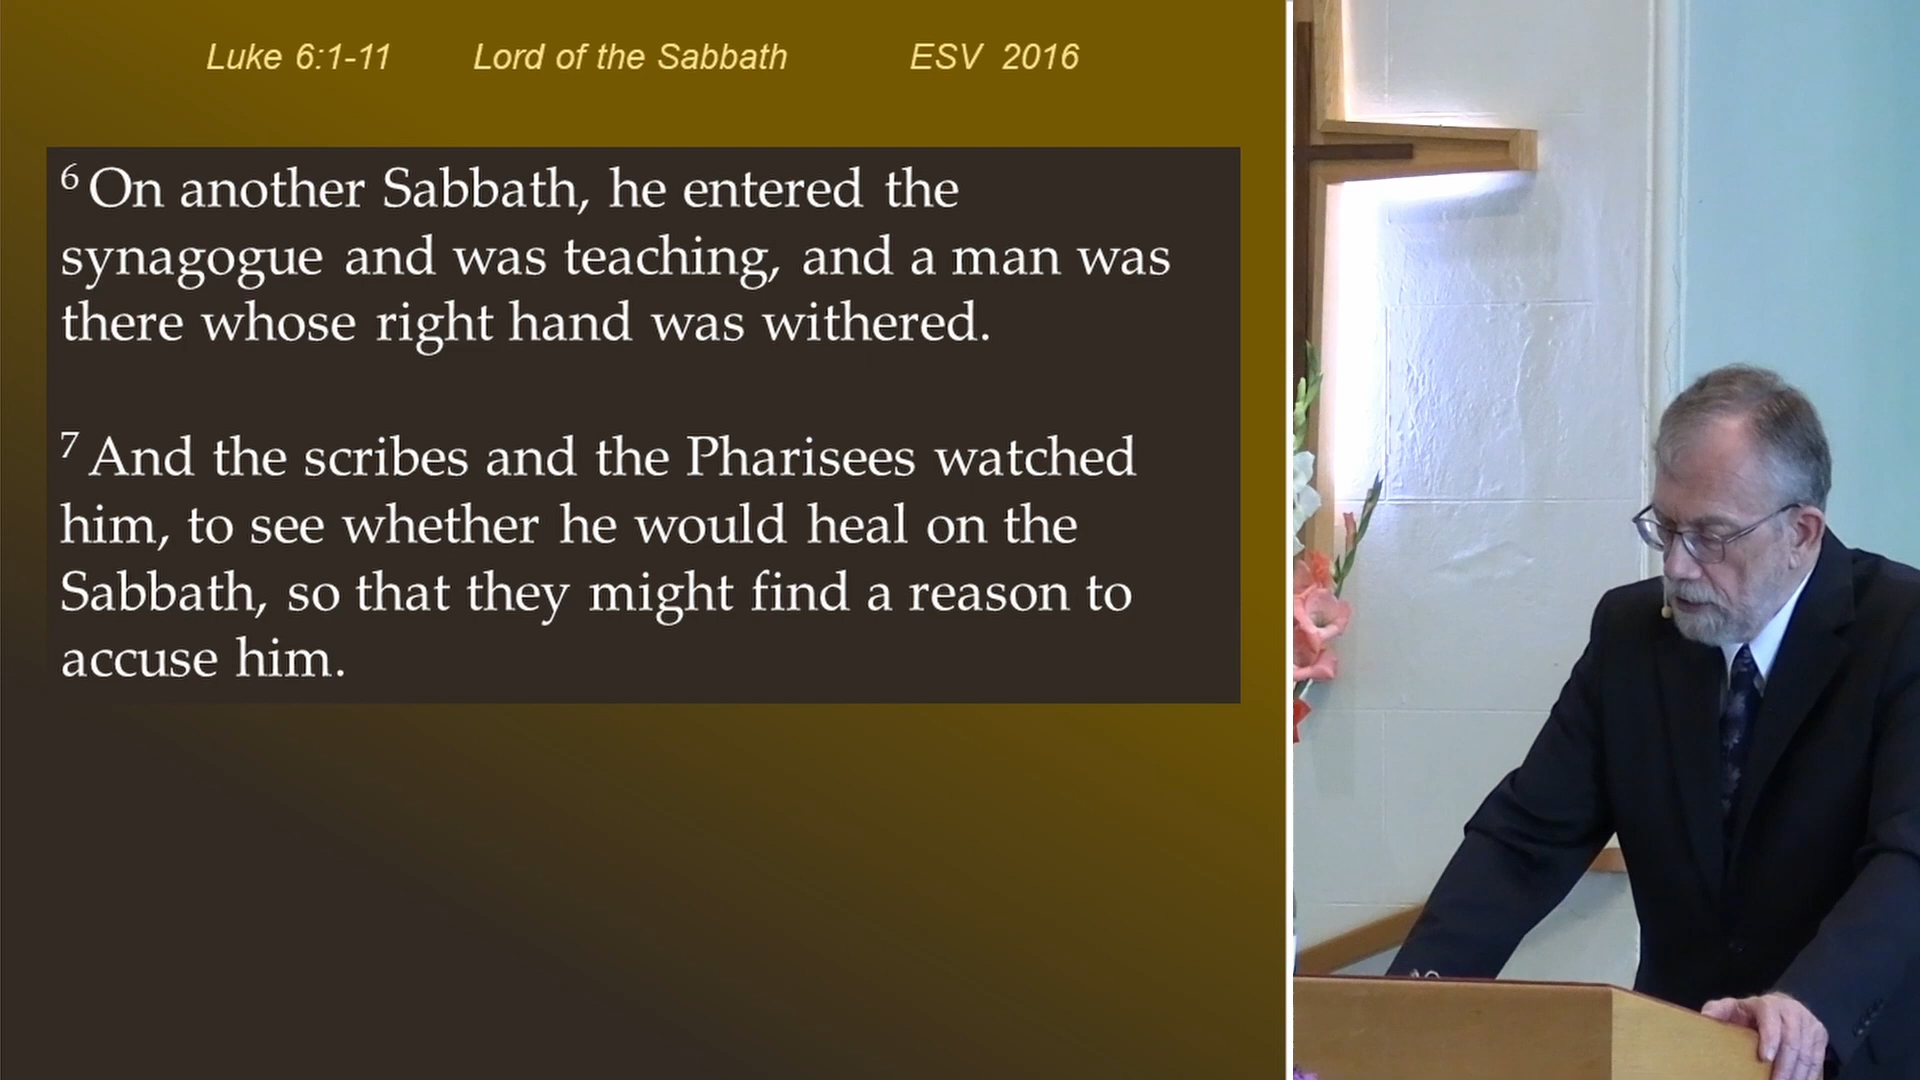 Luke 6:1-11 Lord of the Sabbath ESV 2016
6 On another Sabbath, he entered the
synagogue and was teaching, and a man was
there whose right hand was withered.
7 And the scribes and the Pharisees watched
him, to see whether he would heal on the
Sabbath, so that they might find a reason to
accuse him.